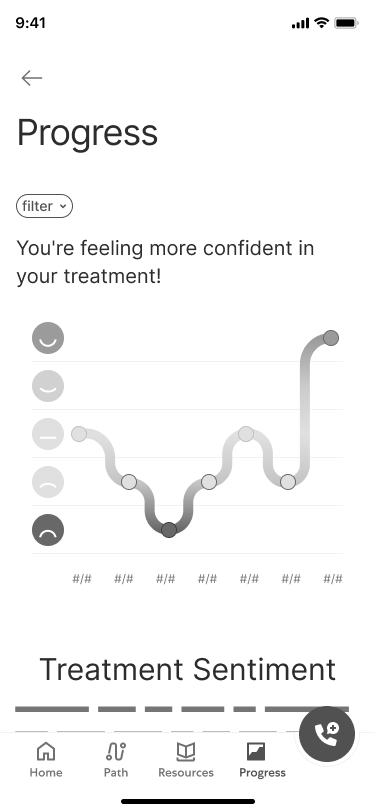 9:41
Progress
filter
You're feeling more confident in
your treatment!
#/# #/# #/# #/# #/# #/# #/#
Treatment Sentiment
Home Path Resources Progress